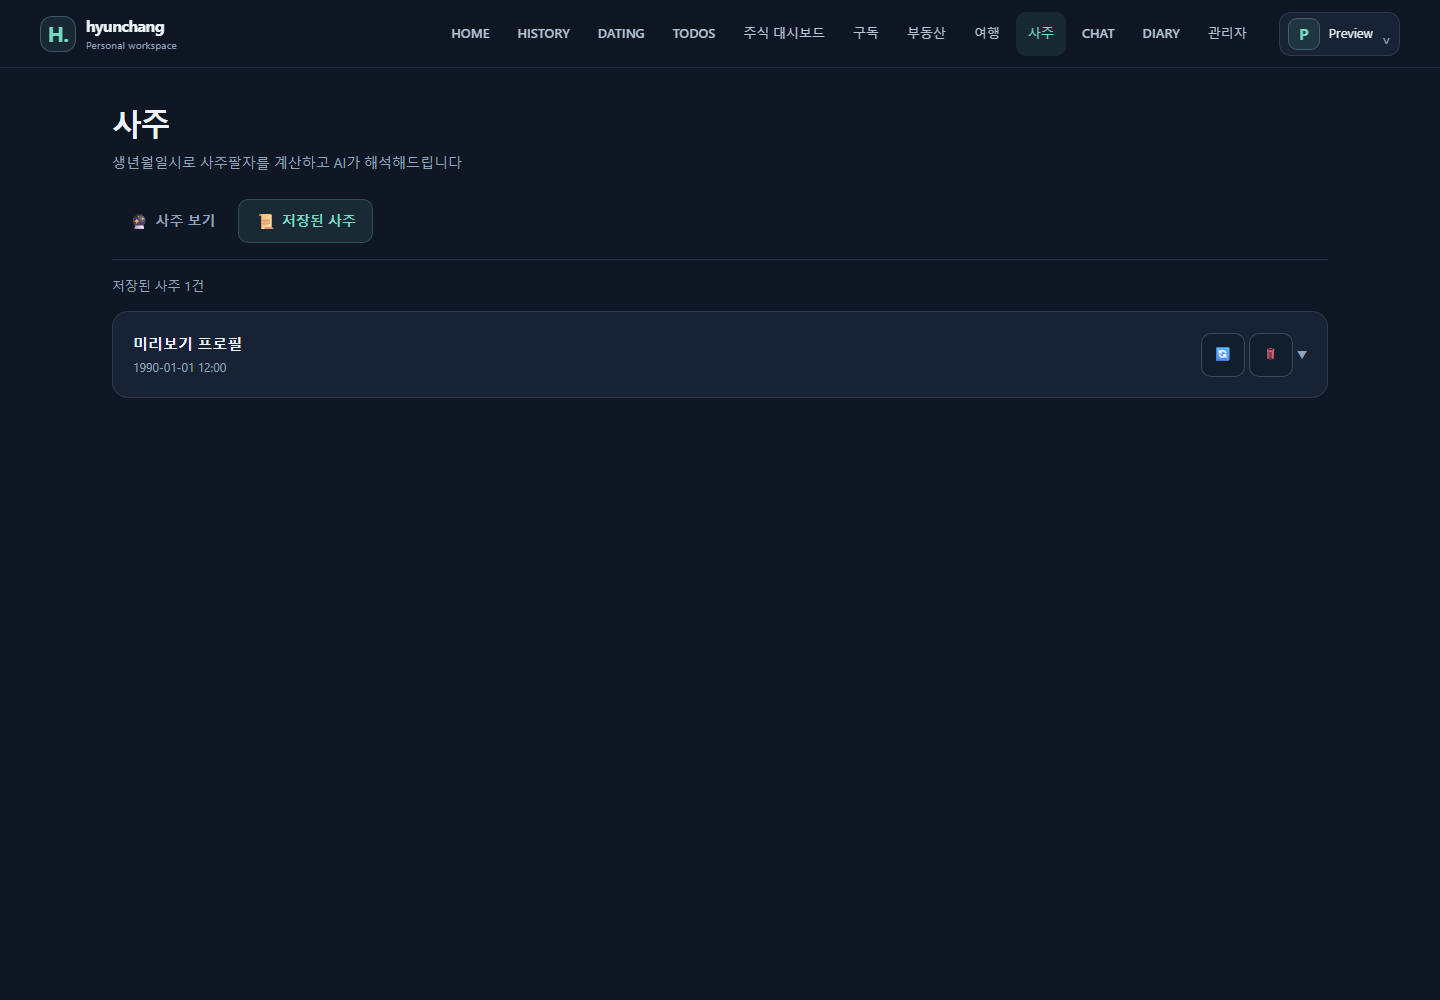 H.
hyunchang
Personal workspace
HOME
HISTORY
DATING
TODOS
주식 대시보드
구독
부동산
여행
사주
CHAT
DIARY
관리자
P
Preview
v
사주
생년월일시로 사주팔자를 계산하고 AI가 해석해드립니다
사주 보기
저장된 사주
저장된 사주 1건
미리보기 프로필
1990-01-01 12:00